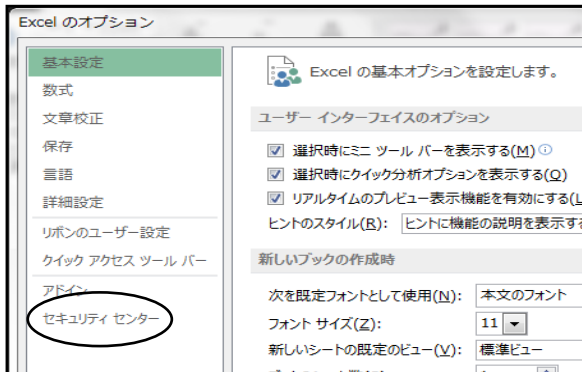 Excel のオプション
基本設定
数式
文章校正
保存
言語
詳細設定
リボンのユーザー設定
クイック アクセス ツール バー
アドイン
セキュリティ センター
Excel の基本オプションを設定します。
ユーザー インターフェイスのオプション
選択時にミニ ツール バーを表示する(M)
選択時にクイック分析オプションを表示する(Q)
リアルタイムのプレビュー表示機能を有効にする(L
ヒントのスタイル(R): ヒントに機能の説明を表示する
新しいブックの作成時
次を既定フォントとして使用(N): 本文のフォント
フォント サイズ(Z): 11
新しいシートの既定のビュー(V): 標準ビュー